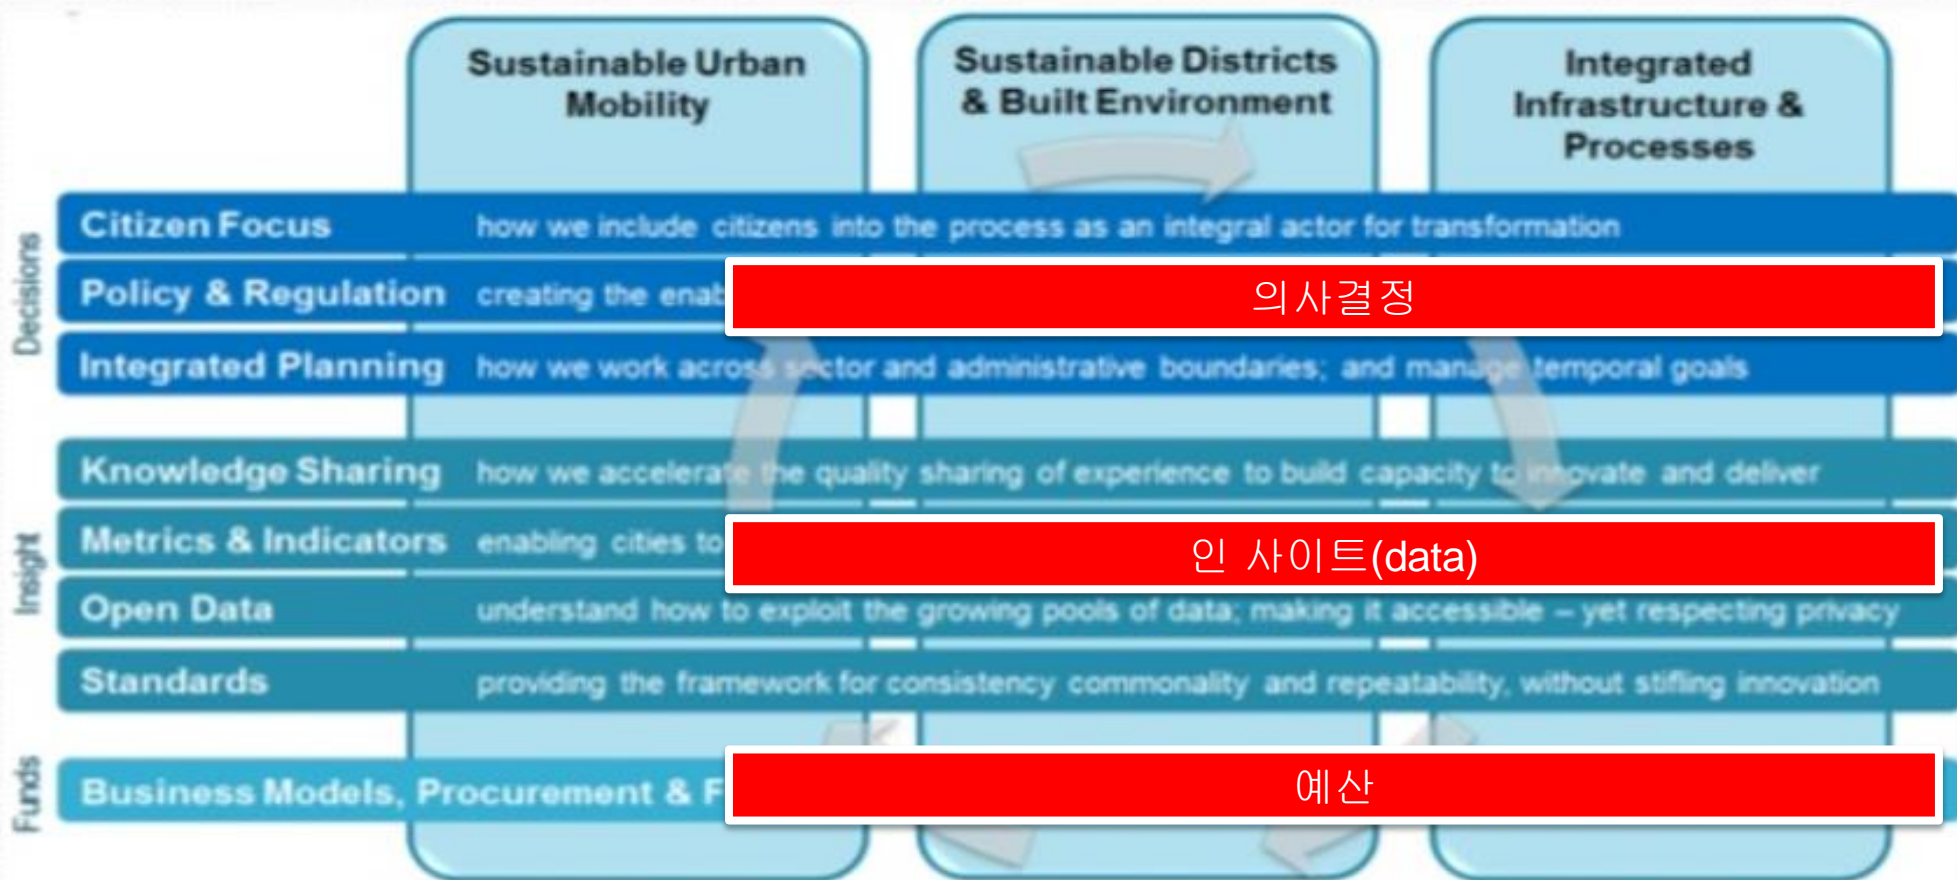 Sustainable Urban
Mobility
Sustainable Districts
& Built Environment
Integrated
Infrastructure &
Processes
Decisions
Citizen Focus how we include citizens into the process as an integral actor for transformation
Policy & Regulation creating the
의사결정
Integrated Planning how we work across sector and administrative boundaries; and manage temporal goals
Insight
Knowledge Sharing how we accelerate the quality sharing of experience to build capacity to innovate and deliver
Metrics & Indicators enabling cities to
인 사이트(data)
Open Data understand how to exploit the growing pools of data; making it accessible – yet respecting privacy
Standards providing the framework for consistency commonality and repeatability, without stifling innovation
Funds
Business Models, Procurement &
예산